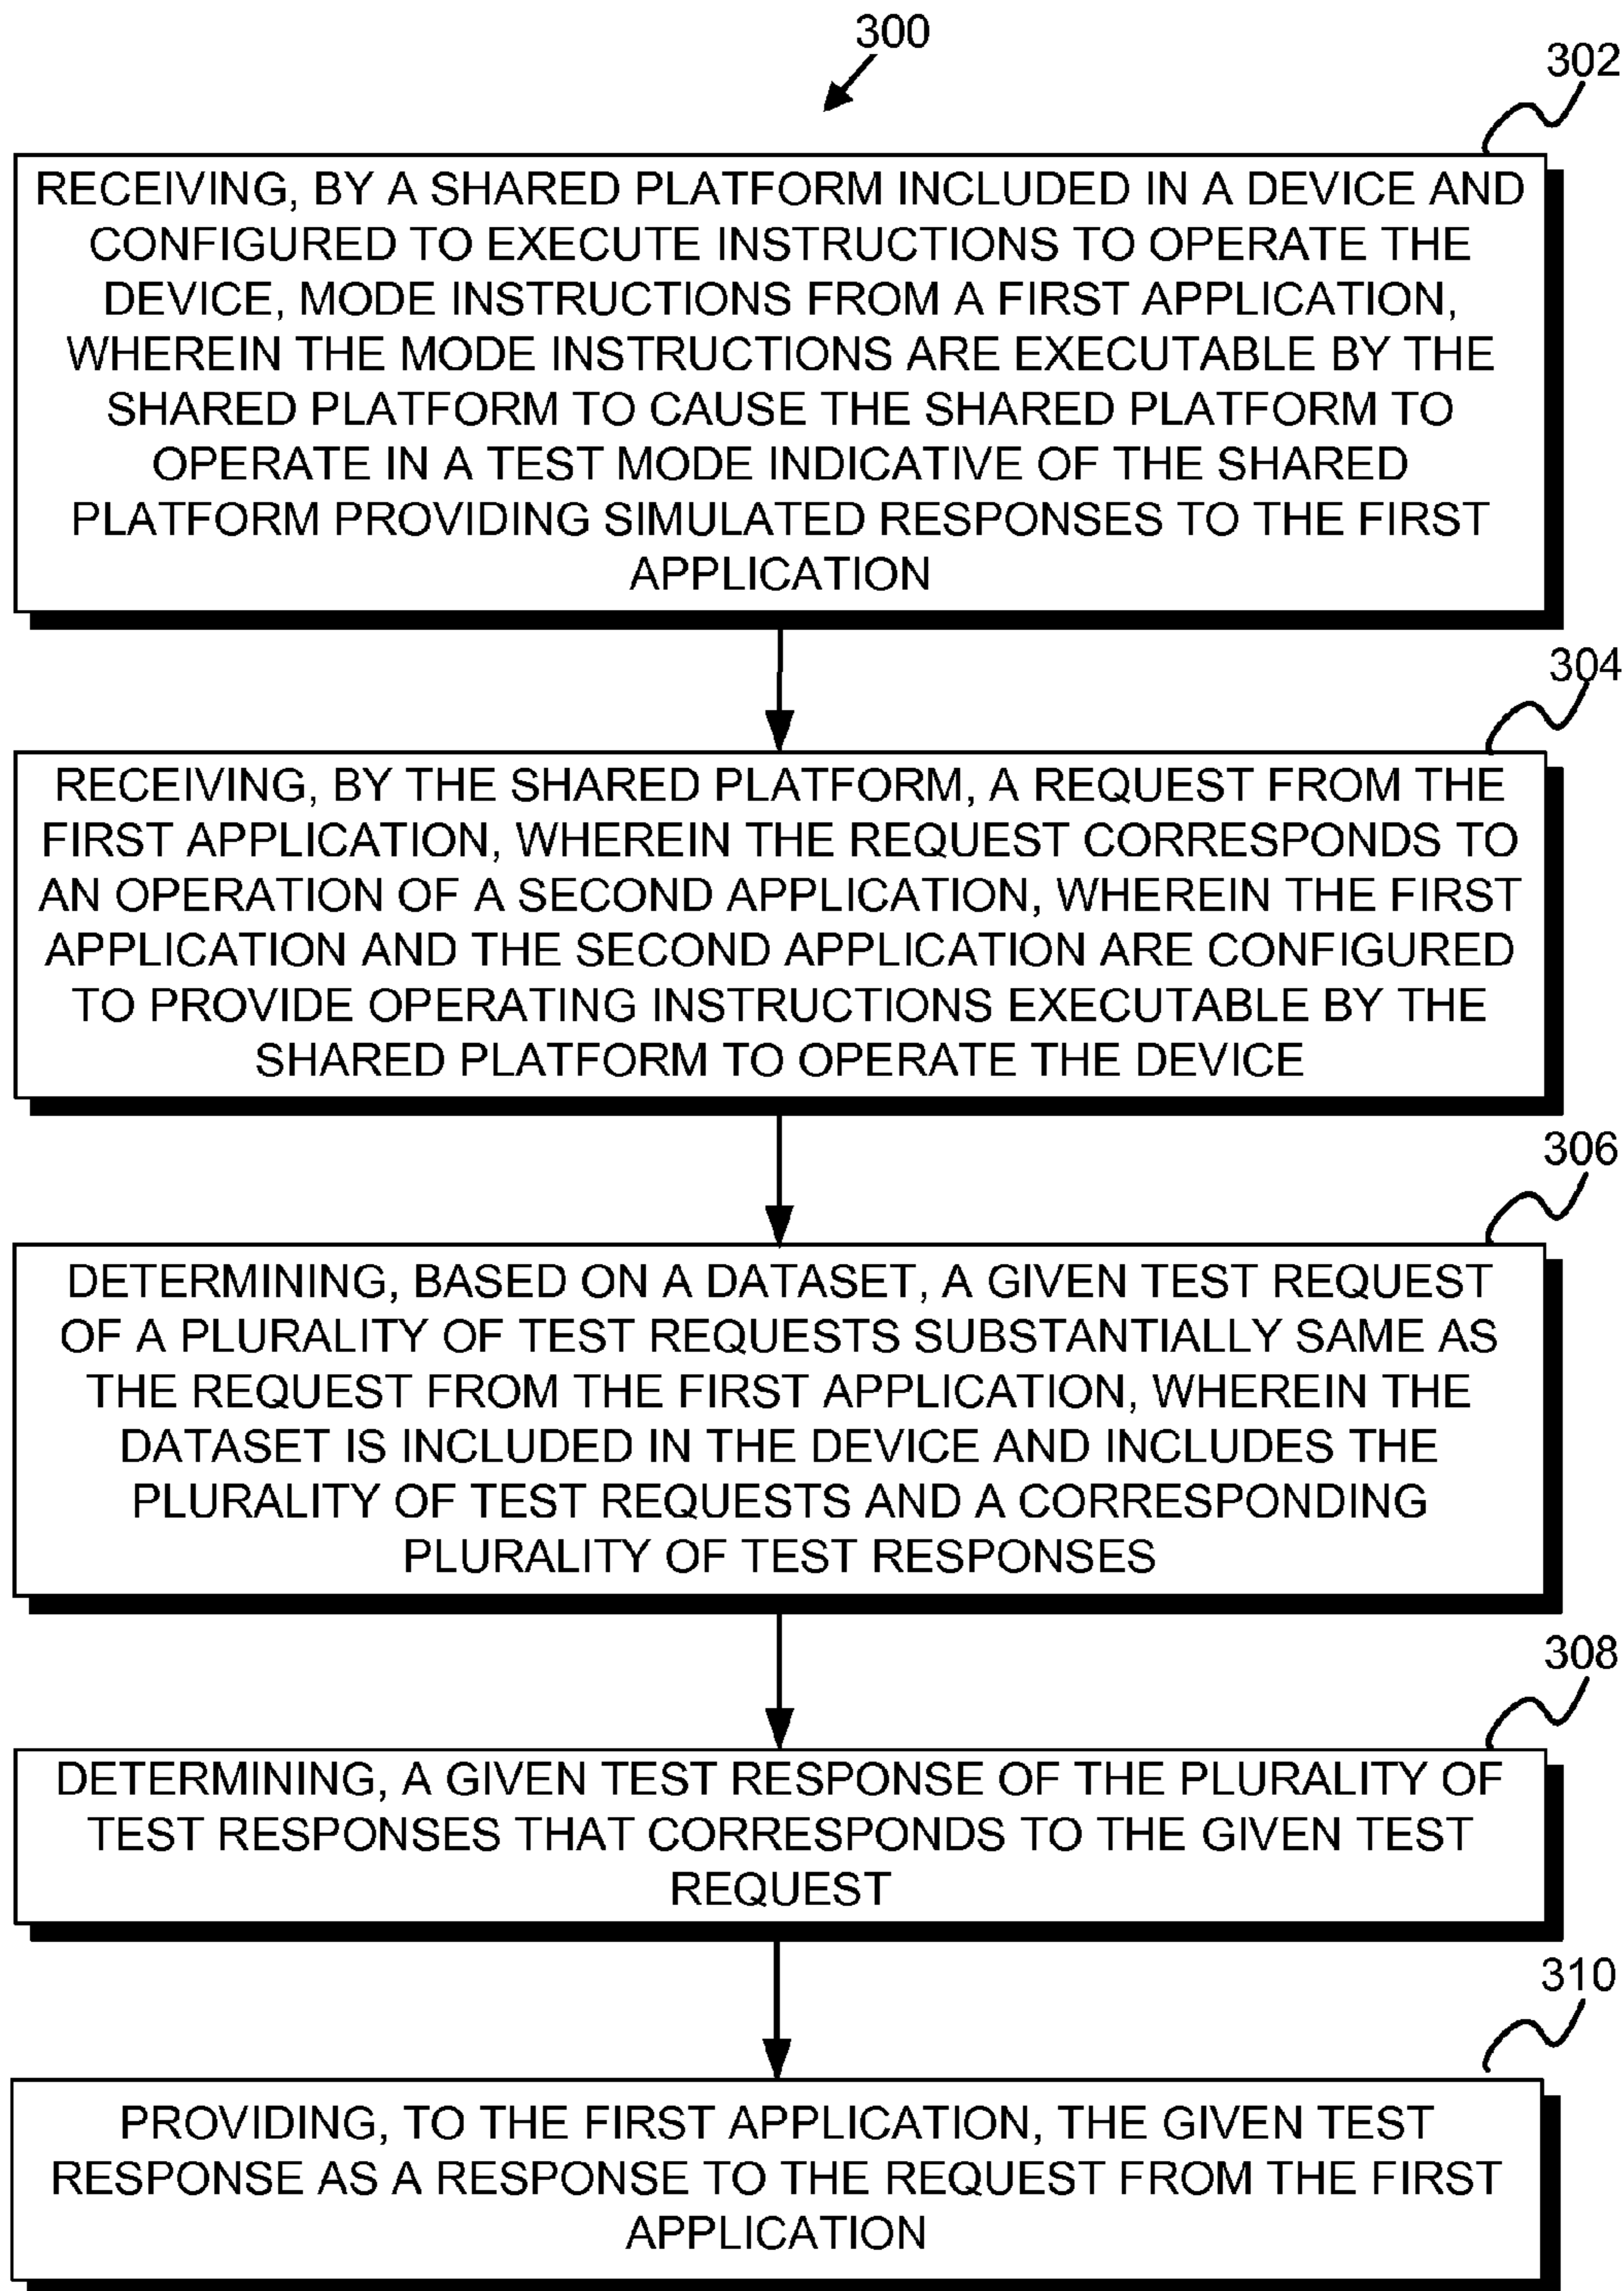 300
302
RECEIVING, BY A SHARED PLATFORM INCLUDED IN A DEVICE AND
CONFIGURED TO EXECUTE INSTRUCTIONS TO OPERATE THE
DEVICE, MODE INSTRUCTIONS FROM A FIRST APPLICATION,
WHEREIN THE MODE INSTRUCTIONS ARE EXECUTABLE BY THE
SHARED PLATFORM TO CAUSE THE SHARED PLATFORM TO
OPERATE IN A TEST MODE INDICATIVE OF THE SHARED
PLATFORM PROVIDING SIMULATED RESPONSES TO THE FIRST
APPLICATION
304
RECEIVING, BY THE SHARED PLATFORM, A REQUEST FROM THE
FIRST APPLICATION, WHEREIN THE REQUEST CORRESPONDS TO
AN OPERATION OF A SECOND APPLICATION, WHEREIN THE FIRST
APPLICATION AND THE SECOND APPLICATION ARE CONFIGURED
TO PROVIDE OPERATING INSTRUCTIONS EXECUTABLE BY THE
SHARED PLATFORM TO OPERATE THE DEVICE
306
DETERMINING, BASED ON A DATASET, A GIVEN TEST REQUEST
OF A PLURALITY OF TEST REQUESTS SUBSTANTIALLY SAME AS
THE REQUEST FROM THE FIRST APPLICATION, WHEREIN THE
DATASET IS INCLUDED IN THE DEVICE AND INCLUDES THE
PLURALITY OF TEST REQUESTS AND A CORRESPONDING
PLURALITY OF TEST RESPONSES
308
DETERMINING, A GIVEN TEST RESPONSE OF THE PLURALITY OF
TEST RESPONSES THAT CORRESPONDS TO THE GIVEN TEST
REQUEST
310
PROVIDING, TO THE FIRST APPLICATION, THE GIVEN TEST
RESPONSE AS A RESPONSE TO THE REQUEST FROM THE FIRST
APPLICATION